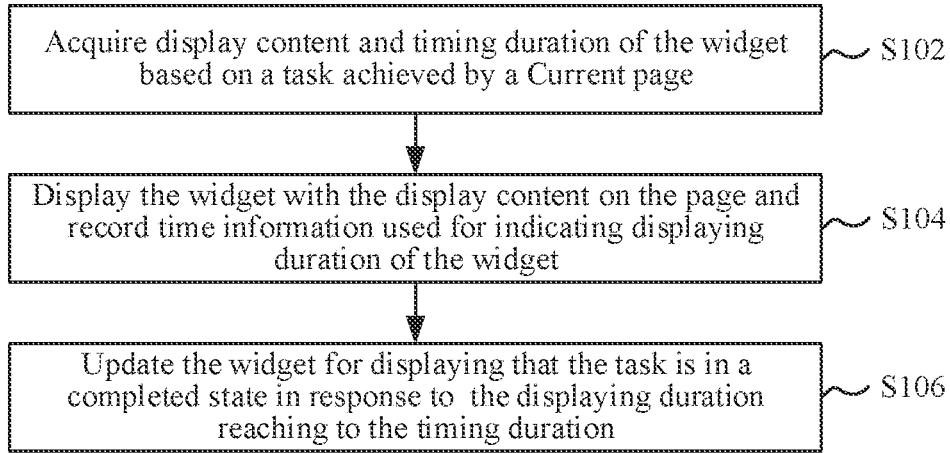 Acquire display content and timing duration of the widget
based on a task achieved by a Current page
S102
Display the widget with the display content on the page and
record time information used for indicating displaying
duration of the widget
S104
Update the widget for displaying that the task is in a
completed state in response to the displaying duration
reaching to the timing duration
S106